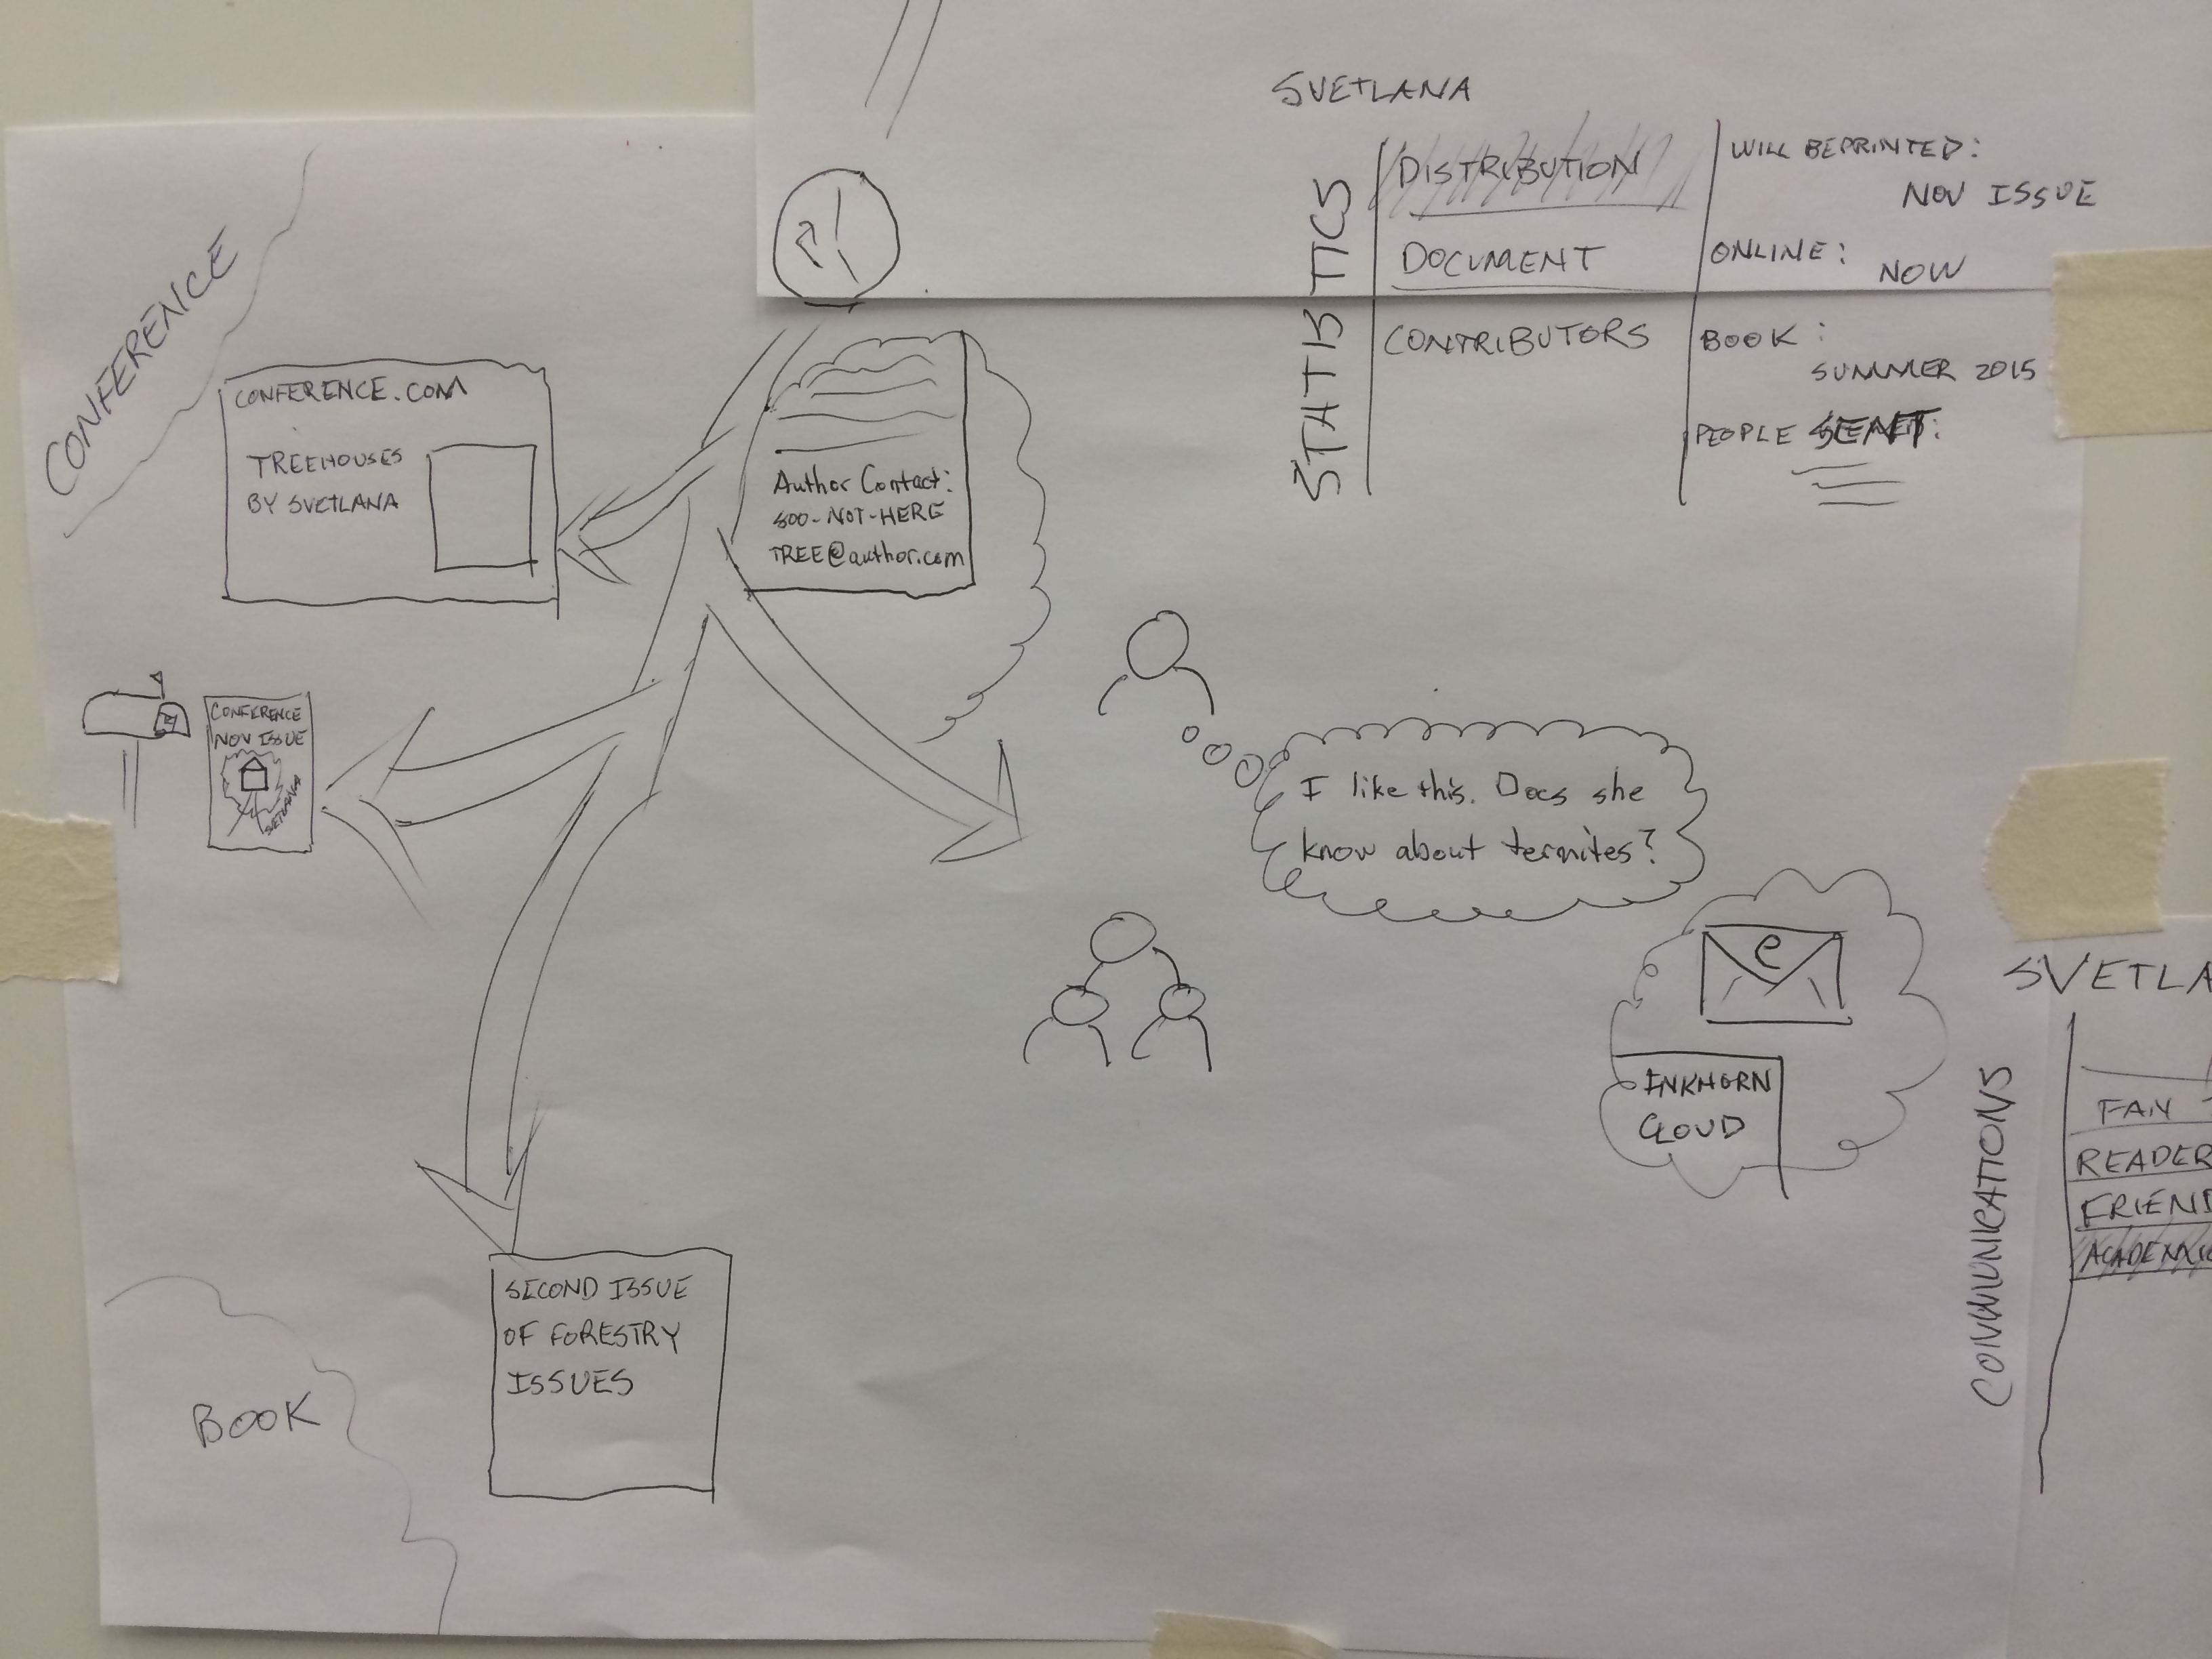 SVETLANA
STATISTICS
DISTRIBUTION
DOCUMENT
CONTRIBUTORS
WILL BE PRINTED:
NOV ISSUE
ONLINE:
NOW
BOOK:
SUMMER 2015
PEOPLE SENT:
CONFERENCE
CONFERENCE.COM
TREEHOUSES
BY SVETLANA
Author Contact:
800-NOT-HERE
TREE@author.com
CONFERENCE
NOV ISSUE
SVETLANA
I like this. Does she
know about termites?
e
INKHORN
CLOUD
SECOND ISSUE
OF FORESTRY
ISSUES
BOOK
COMMUNICATIONS
SVETLA
FAN
READER
FRIEND
ACADEMIC